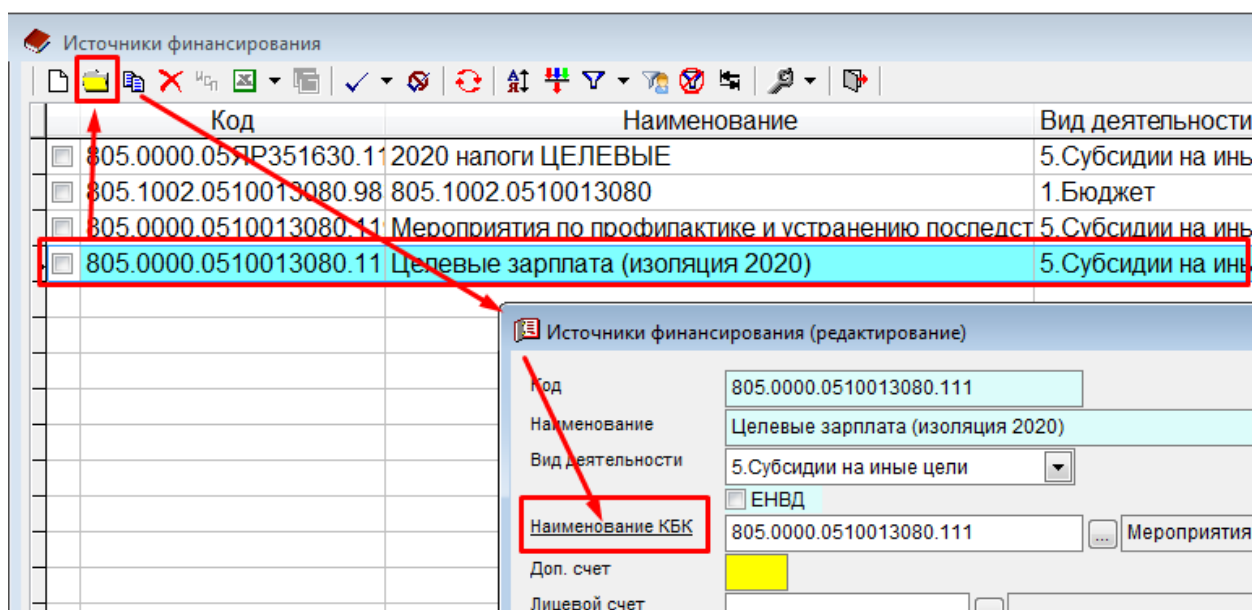 Источники финансирования
Код Наименование Вид деятельности
805.0000.05ЯР351630.11 2020 налоги ЦЕЛЕВЫЕ 5.Субсидии на ины
805.1002.0510013080.98 805.1002.0510013080 1.Бюджет
805.0000.0510013080.11 Мероприятия по профилактике и устранению последст 5.Субсидии на ины
805.0000.0510013080.11 Целевые зарплата (изоляция 2020) 5.Субсидии на ины
Источники финансирования (редактирование)
Код 805.0000.0510013080.111
Наименование Целевые зарплата (изоляция 2020)
Вид деятельности 5.Субсидии на иные цели
ЕНВД
Наименование КБК 805.0000.0510013080.111 ... Мероприятия
Доп. счет
Лицевой счет